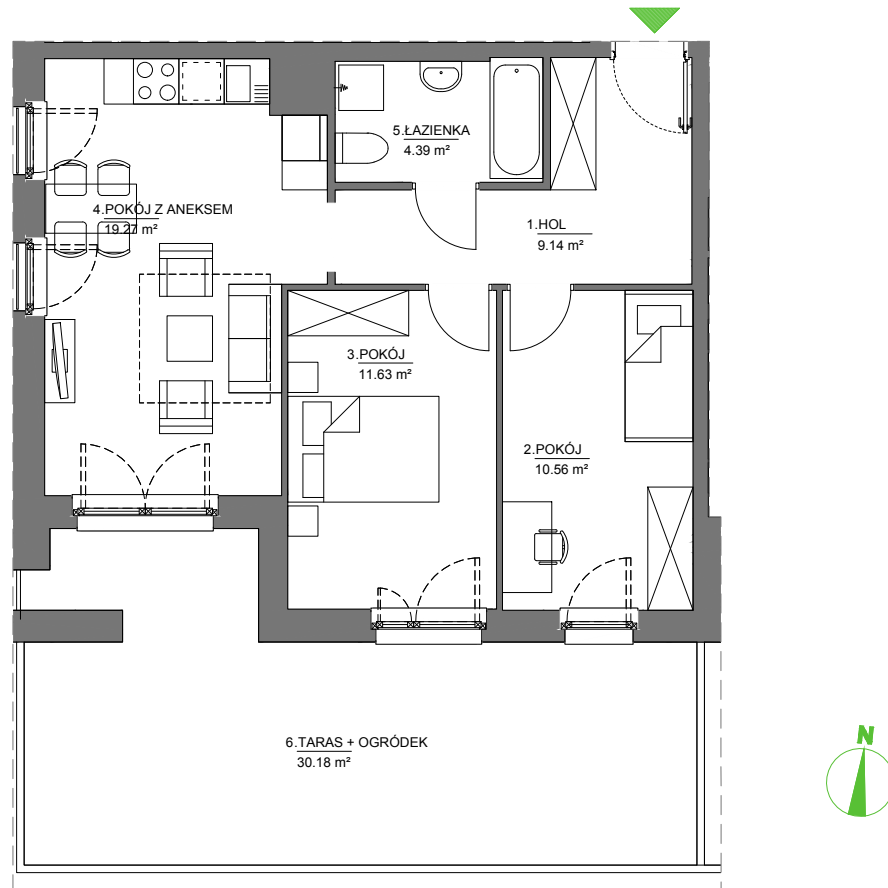 5.ŁAZIENKA
4.39 m²
4.POKÓJ Z ANEKSEM
19.27 m²
1.HOL
9.14 m²
3.POKÓJ
11.63 m²
2.POKÓJ
10.56 m²
6.TARAS + OGRÓDEK
30.18 m²
N